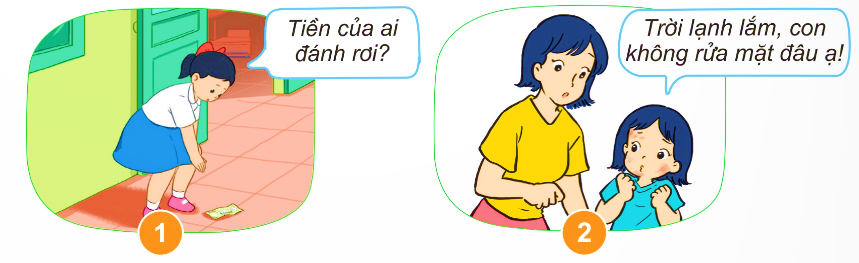 Tiền của ai
đánh rơi?
Trời lạnh lắm, con
không rửa mặt đâu ạ!
1
2